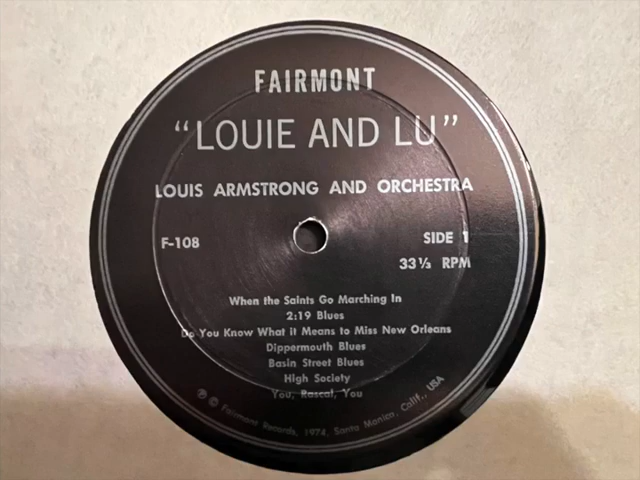 FAIRMONT
"LOUIE AND LU"
LOUIS ARMSTRONG AND ORCHESTRA
F-108
SIDE 1
33⅓ RPM
When the Saints Go Marching In
2:19 Blues
Do You Know What it Means to Miss New Orleans
Dippermouth Blues
Basin Street Blues
High Society
You, Rascal, You
℗ © Fairmont Records, 1974, Santa Monica, Calif., USA